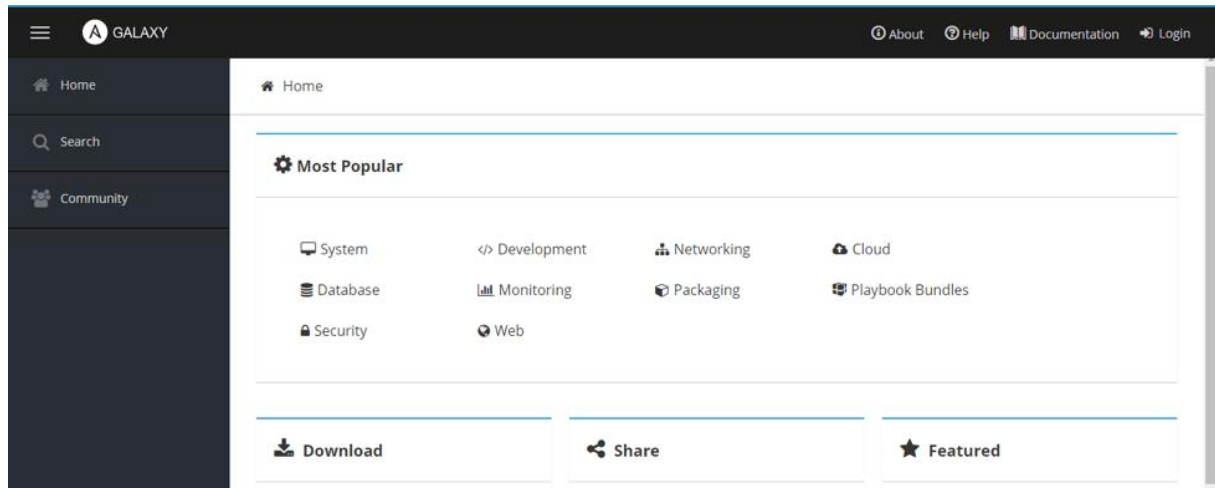 GALAXY About Help Documentation Login
Home
Search
Community
Home
Most Popular
System Development Networking Cloud
Database Monitoring Packaging Playbook Bundles
Security Web
Download Share Featured